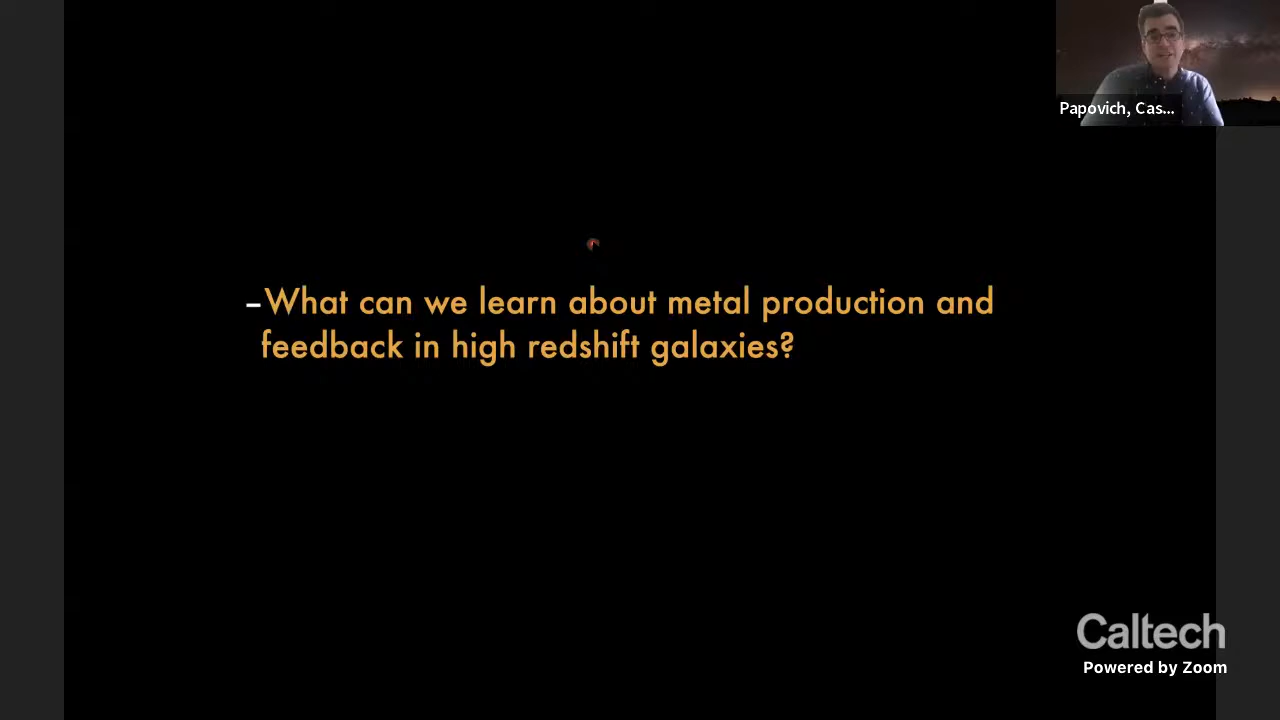 Papovich, Cas...
–What can we learn about metal production and
feedback in high redshift galaxies?
Caltech
Powered by Zoom